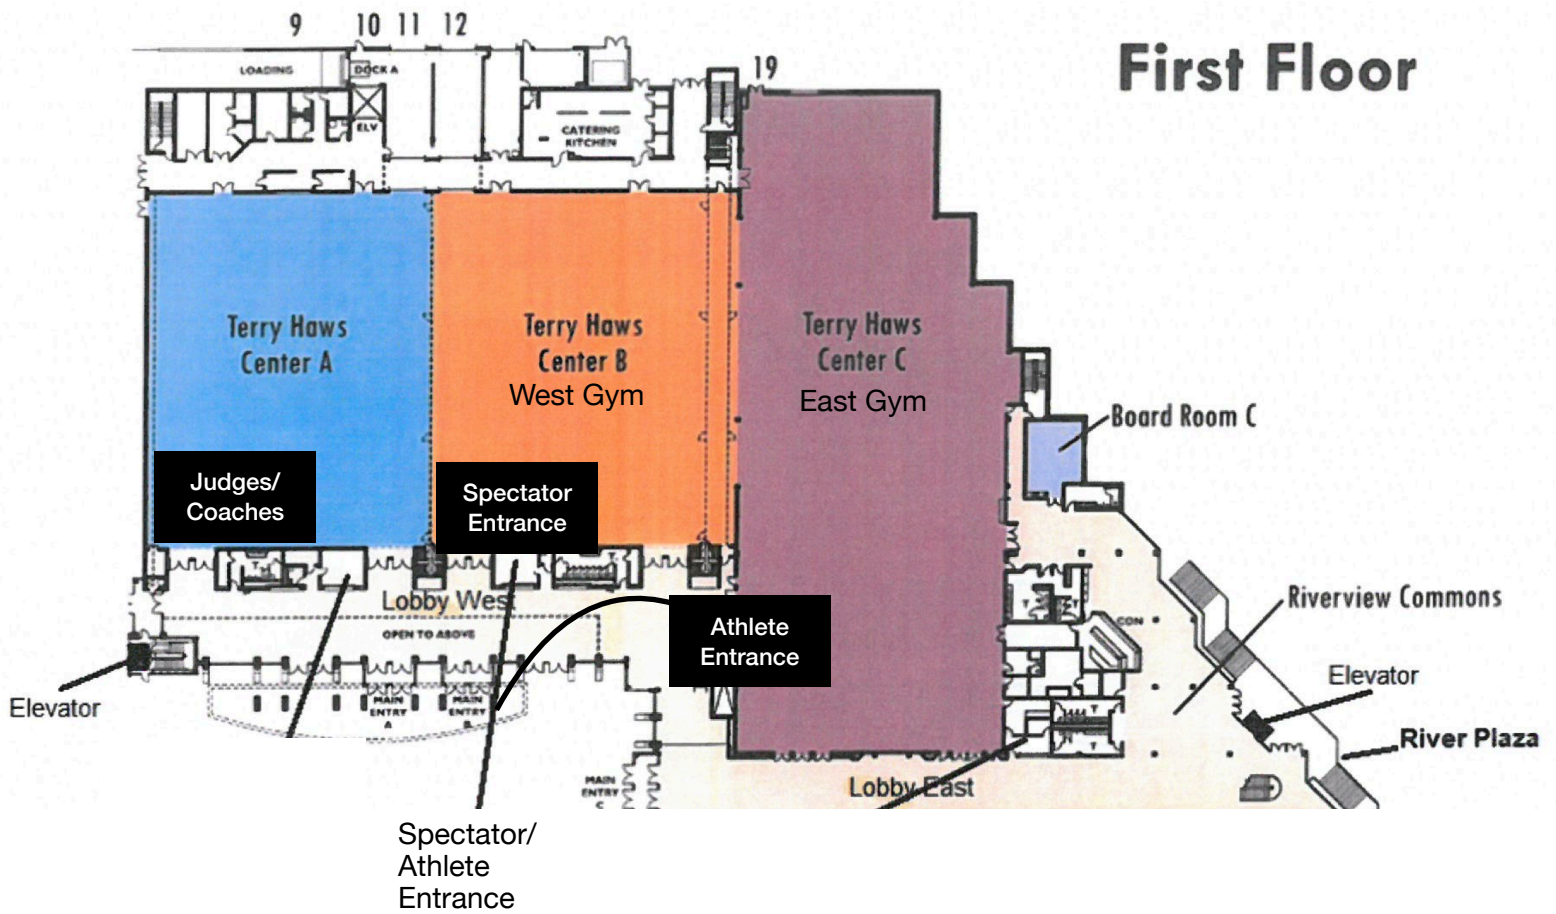 9 10 11 12
First Floor
19
LOADING
DOCK A
ELV
CATERING
KITCHEN
Terry Haws
Center A
Terry Haws
Center B
West Gym
Terry Haws
Center C
East Gym
Board Room C
Judges/
Coaches
Spectator
Entrance
Lobby West
OPEN TO ABOVE
Athlete
Entrance
CON
Riverview Commons
Elevator
Elevator
MAIN
ENTRY
A
MAIN
ENTRY
B
River Plaza
MAIN
ENTRY
C
Lobby East
Spectator/
Athlete
Entrance